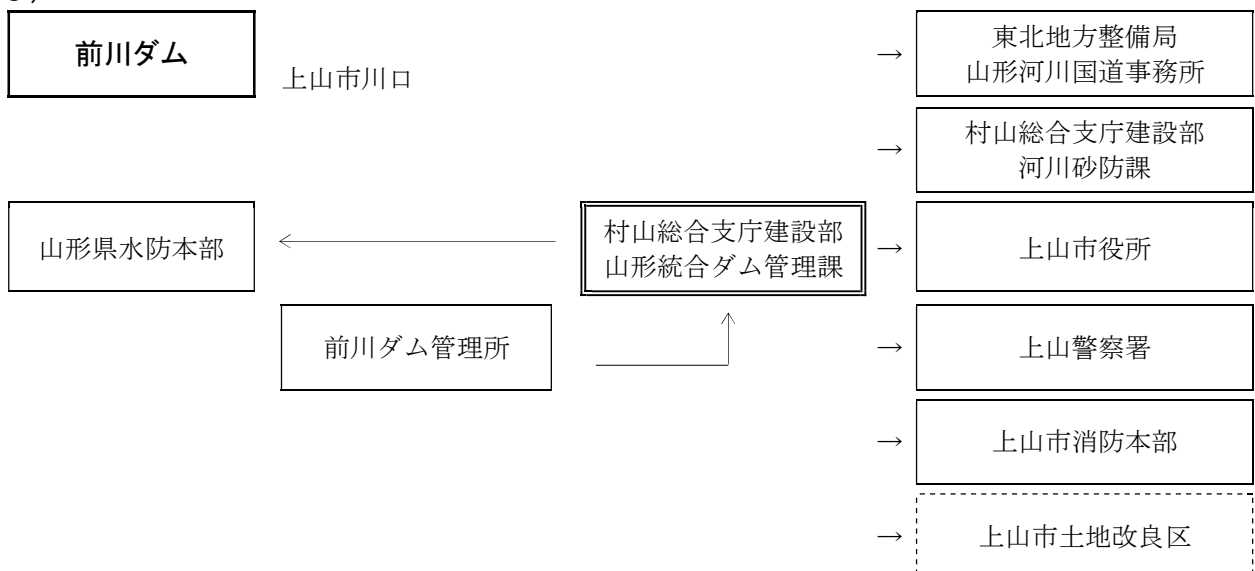 前川ダム
上山市川口
→
東北地方整備局
山形河川国道事務所
→
村山総合支庁建設部
河川砂防課
山形県水防本部
村山総合支庁建設部
山形統合ダム管理課
→
上山市役所
前川ダム管理所
→
上山警察署
→
上山市消防本部
→
上山市土地改良区